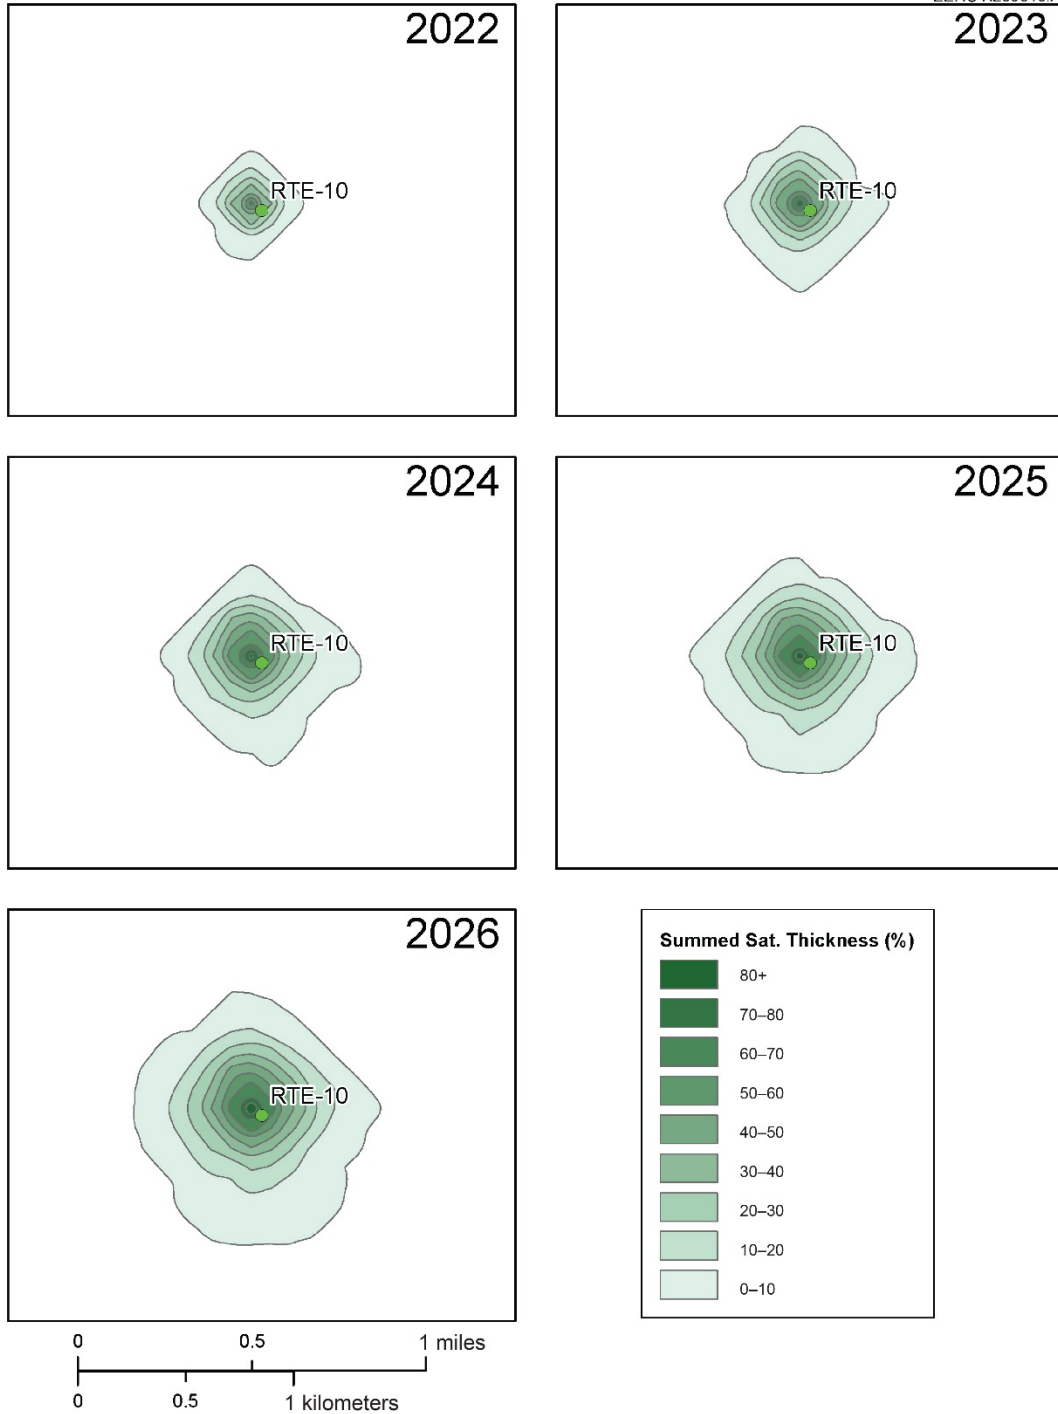 2022
2023
RTE-10
RTE-10
2024
2025
RTE-10
RTE-10
2026
RTE-10
Summed Sat. Thickness (%)
80+
70–80
60–70
50–60
40–50
30–40
20–30
10–20
0–10
0 0.5 1 miles
0 0.5 1 kilometers